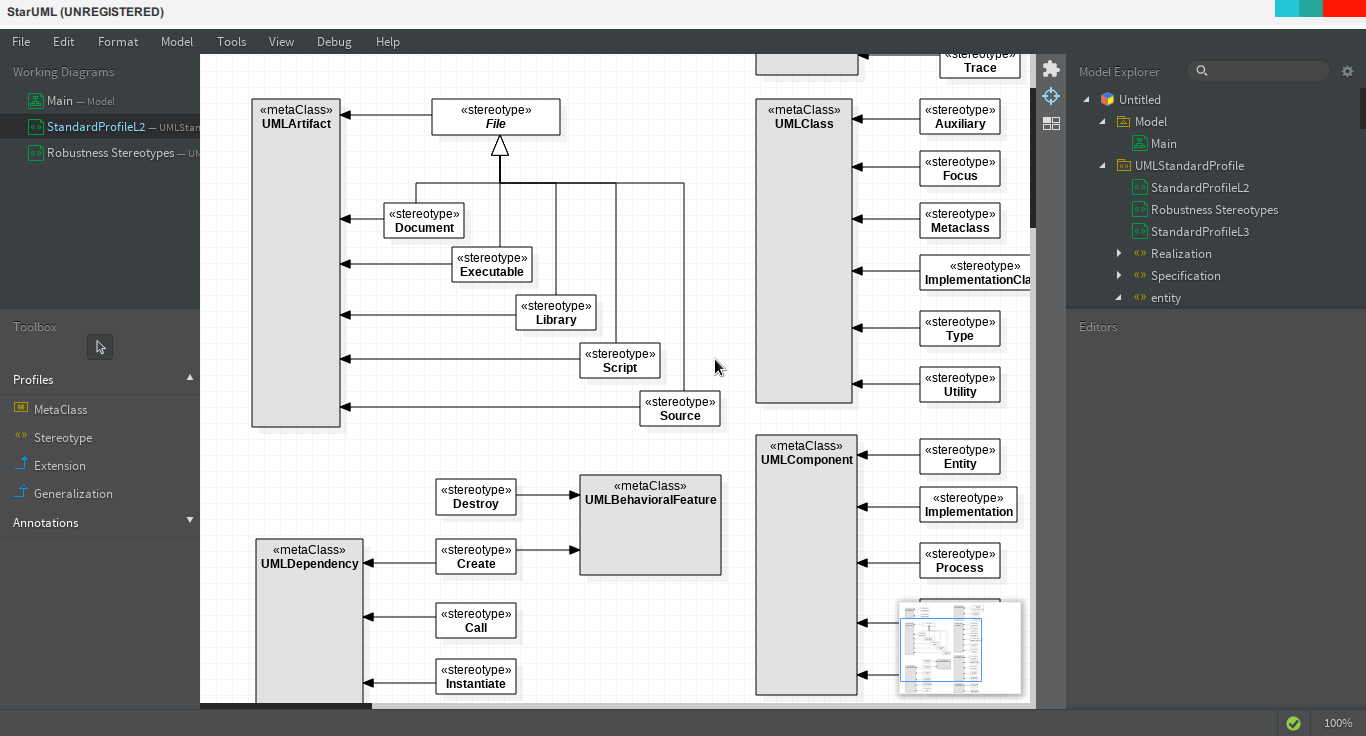 StarUML (UNREGISTERED)
File Edit Format Model Tools View Debug Help
Working Diagrams
Main — Model
StandardProfileL2 — UMLStan
Robustness Stereotypes — UM
Toolbox
Profiles
MetaClass
Stereotype
Extension
Generalization
Annotations
«metaClass»
UMLArtifact
«stereotype»
File
«stereotype»
Document
«stereotype»
Executable
«stereotype»
Library
«stereotype»
Script
«stereotype»
Source
«stereotype»
Destroy
«metaClass»
UMLBehavioralFeature
«metaClass»
UMLDependency
«stereotype»
Create
«stereotype»
Call
«stereotype»
Instantiate
«stereotype»
Trace
«metaClass»
UMLClass
«stereotype»
Auxiliary
«stereotype»
Focus
«stereotype»
Metaclass
«stereotype»
ImplementationCla
«stereotype»
Type
«stereotype»
Utility
«metaClass»
UMLComponent
«stereotype»
Entity
«stereotype»
Implementation
«stereotype»
Process
Model Explorer
Untitled
Model
Main
UMLStandardProfile
StandardProfileL2
Robustness Stereotypes
StandardProfileL3
Realization
Specification
entity
Editors
100%